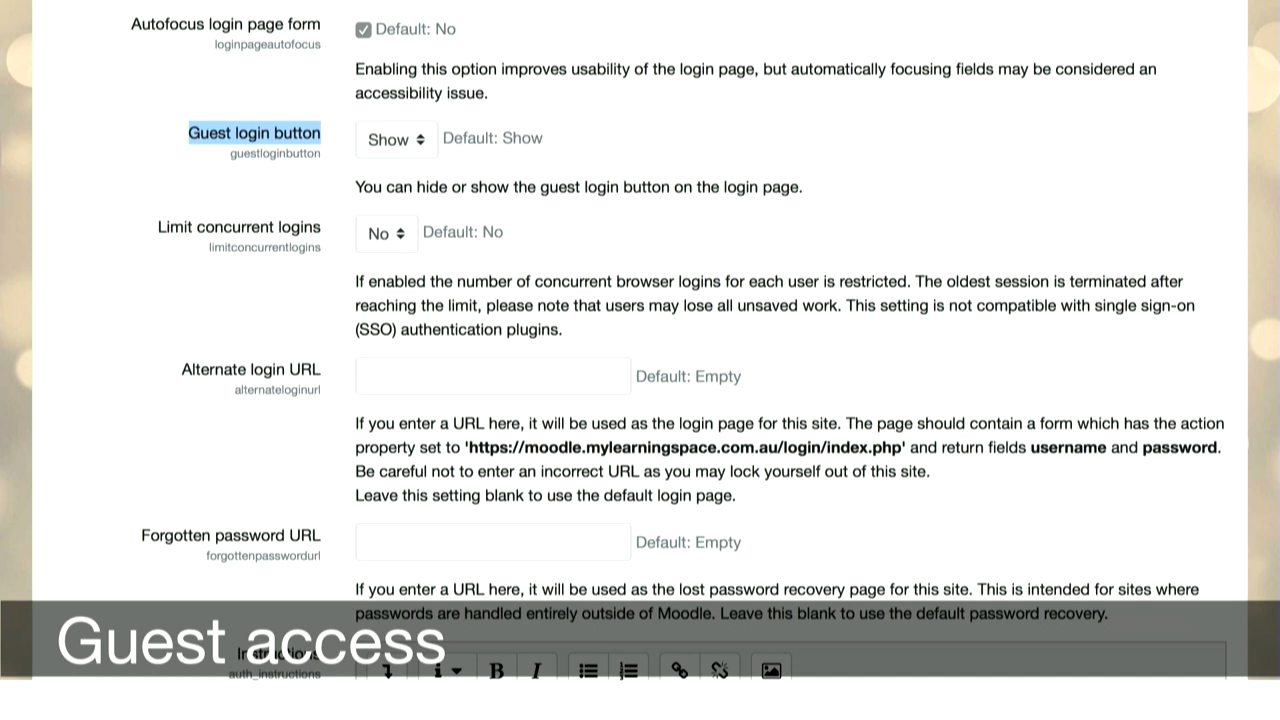 Autofocus login page form
loginpageautofocus
Default: No
Enabling this option improves usability of the login page, but automatically focusing fields may be considered an
accessibility issue.
Guest login button
guestloginbutton
Show
Default: Show
You can hide or show the guest login button on the login page.
Limit concurrent logins
limitconcurrentlogins
No
Default: No
If enabled the number of concurrent browser logins for each user is restricted. The oldest session is terminated after
reaching the limit, please note that users may lose all unsaved work. This setting is not compatible with single sign-on
(SSO) authentication plugins.
Alternate login URL
alternateloginurl
Default: Empty
If you enter a URL here, it will be used as the login page for this site. The page should contain a form which has the action
property set to 'https://moodle.mylearningspace.com.au/login/index.php' and return fields username and password.
Be careful not to enter an incorrect URL as you may lock yourself out of this site.
Leave this setting blank to use the default login page.
Forgotten password URL
forgottenpasswordurl
Default: Empty
If you enter a URL here, it will be used as the lost password recovery page for this site. This is intended for sites where
passwords are handled entirely outside of Moodle. Leave this blank to use the default password recovery.
Guest access
Instructions
auth_instructions
B I